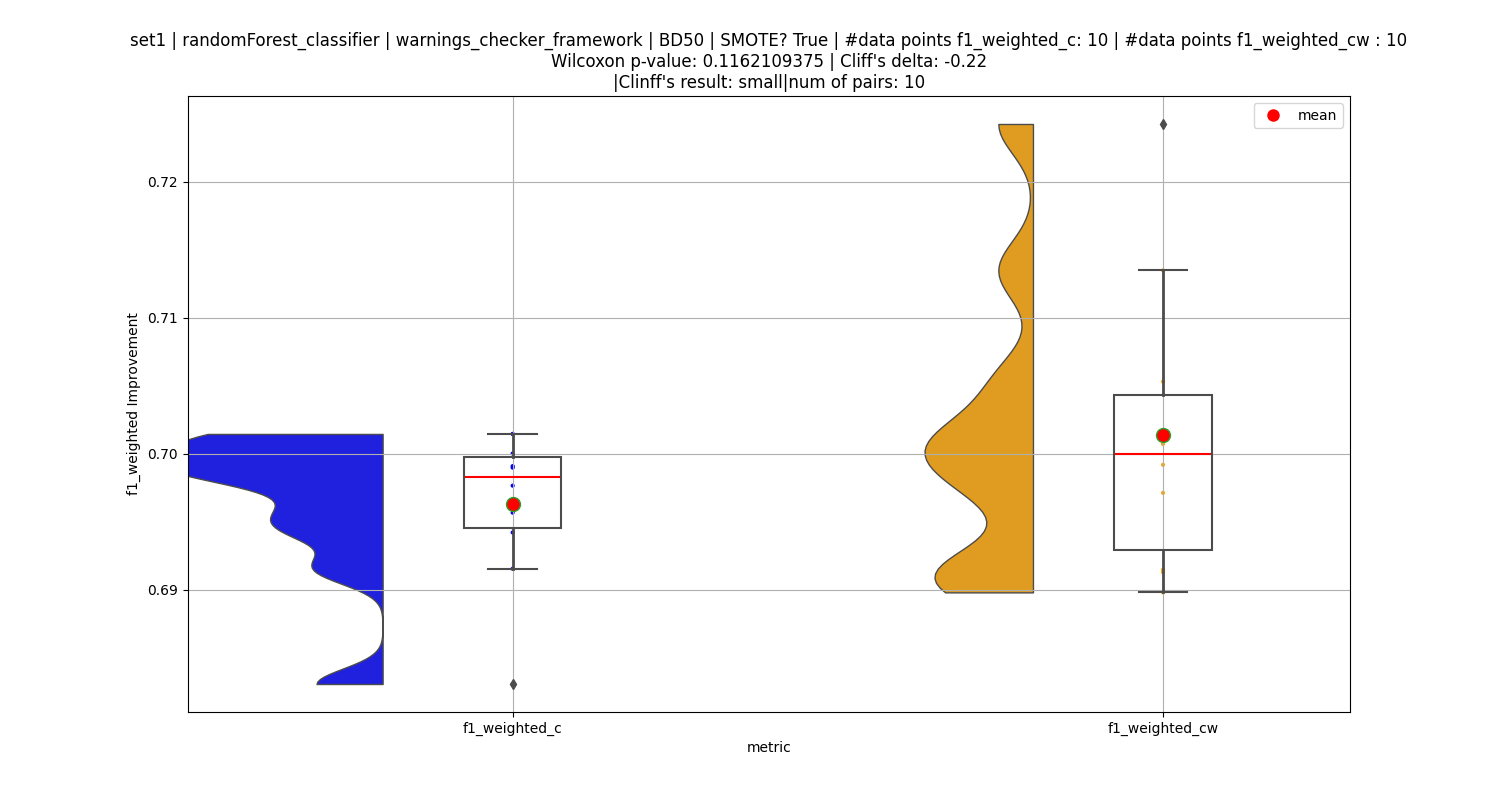 set1 | randomForest_classifier | warnings_checker_framework | BD50 | SMOTE? True | #data points f1_weighted_c: 10 | #data points f1_weighted_cw : 10
Wilcoxon p-value: 0.1162109375 | Cliff's delta: -0.22
|Clinff's result: small|num of pairs: 10
mean
0.72
0.71
0.70
0.69
f1_weighted Improvement
f1_weighted_c
f1_weighted_cw
metric